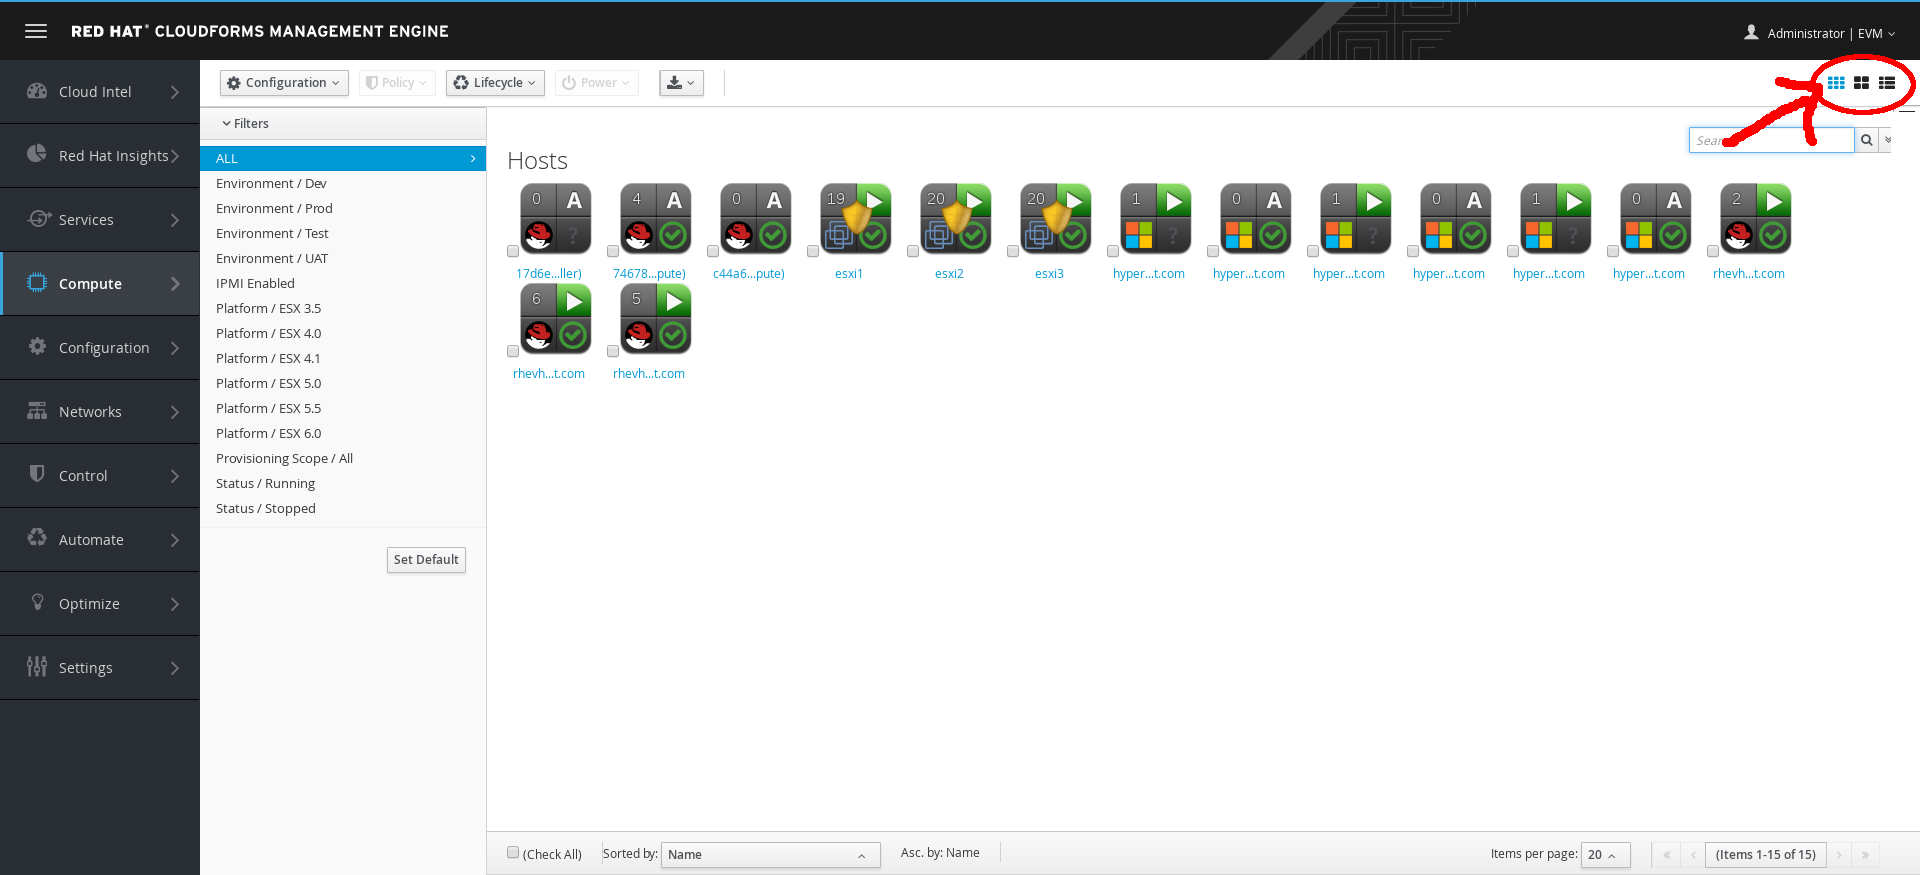 RED HAT® CLOUDFORMS MANAGEMENT ENGINE
Administrator | EVM
Cloud Intel
Red Hat Insights
Services
Compute
Configuration
Networks
Control
Automate
Optimize
Settings
Configuration
Policy
Lifecycle
Power
Filters
ALL
Environment / Dev
Environment / Prod
Environment / Test
Environment / UAT
IPMI Enabled
Platform / ESX 3.5
Platform / ESX 4.0
Platform / ESX 4.1
Platform / ESX 5.0
Platform / ESX 5.5
Platform / ESX 6.0
Provisioning Scope / All
Status / Running
Status / Stopped
Set Default
Hosts
0 A 4 A 0 A 19 20 20 1 0 A 1 0 A 1 0 A 2
? ? ? ?
17d6e...ller) 74678...pute) c44a6...pute) esxi1 esxi2 esxi3 hyper...t.com hyper...t.com hyper...t.com hyper...t.com hyper...t.com hyper...t.com rhevh...t.com
6 5
rhevh...t.com rhevh...t.com
(Check All) Sorted by: Name Asc. by: Name Items per page: 20 (Items 1-15 of 15)